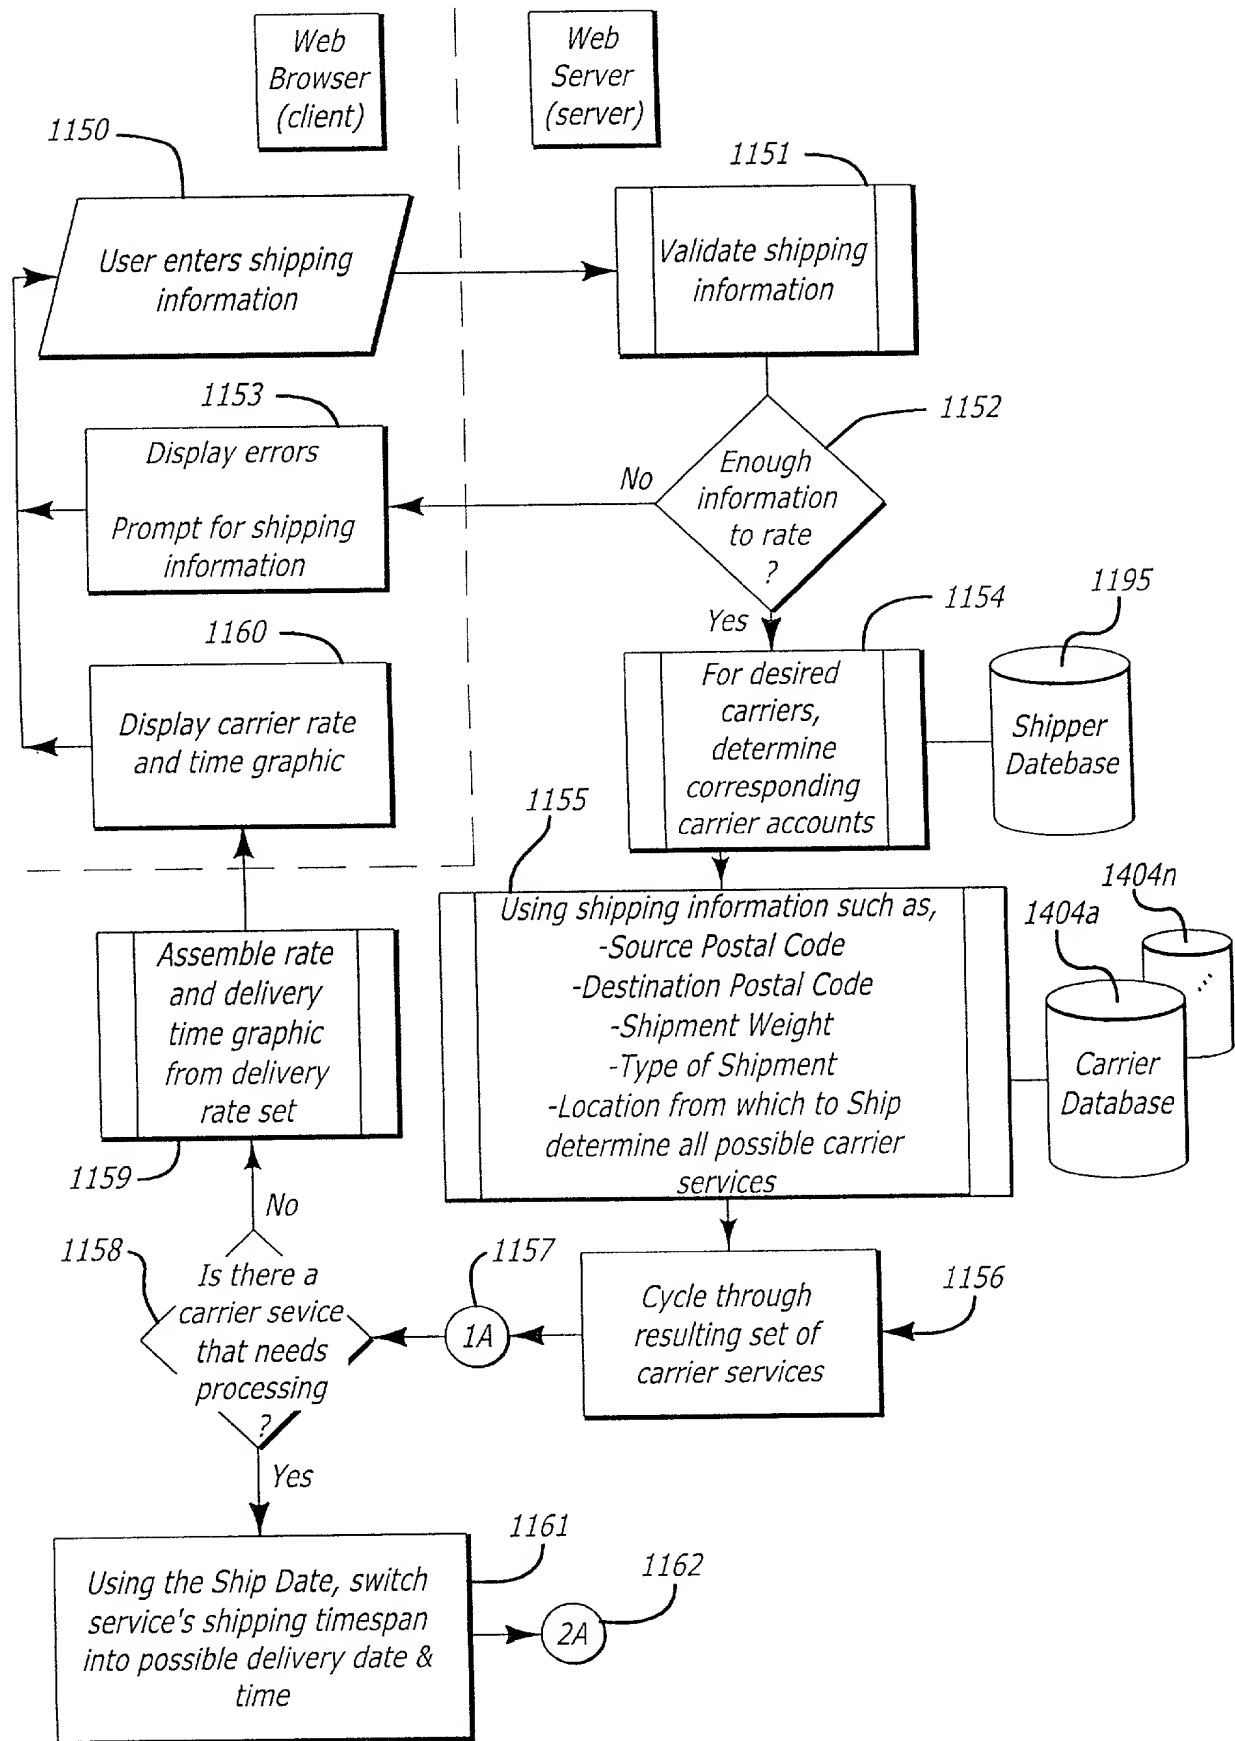 Web
Browser
(client)
Web
Server
(server)
1150
1151
User enters shipping
information
Validate shipping
information
1153
1152
Display errors
Prompt for shipping
information
No
Enough
information
to rate
?
1160
Yes
1154
1195
Display carrier rate
and time graphic
For desired
carriers,
determine
corresponding
carrier accounts
Shipper
Datebase
1155
1404n
1404a
Assemble rate
and delivery
time graphic
from delivery
rate set
Using shipping information such as,
-Source Postal Code
-Destination Postal Code
-Shipment Weight
-Type of Shipment
-Location from which to Ship
determine all possible carrier
services
...
Carrier
Database
1159
No
1158
1157
1156
Is there a
carrier sevice
that needs
processing
?
1A
Cycle through
resulting set of
carrier services
Yes
1161
1162
Using the Ship Date, switch
service's shipping timespan
into possible delivery date &
time
2A